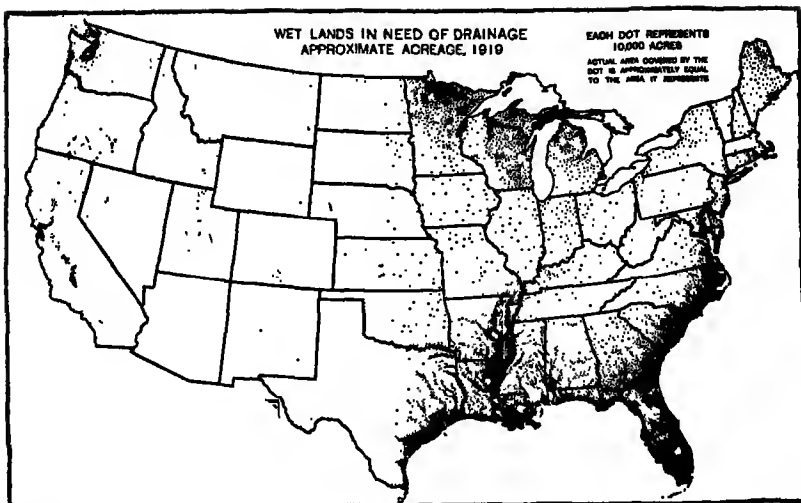 WET LANDS IN NEED OF DRAINAGE
APPROXIMATE ACREAGE, 1919
EACH DOT REPRESENTS
10,000 ACRES
ACTUAL AREA COVERED BY THE
DOT IS APPROXIMATELY EQUAL
TO THE AREA IT REPRESENTS